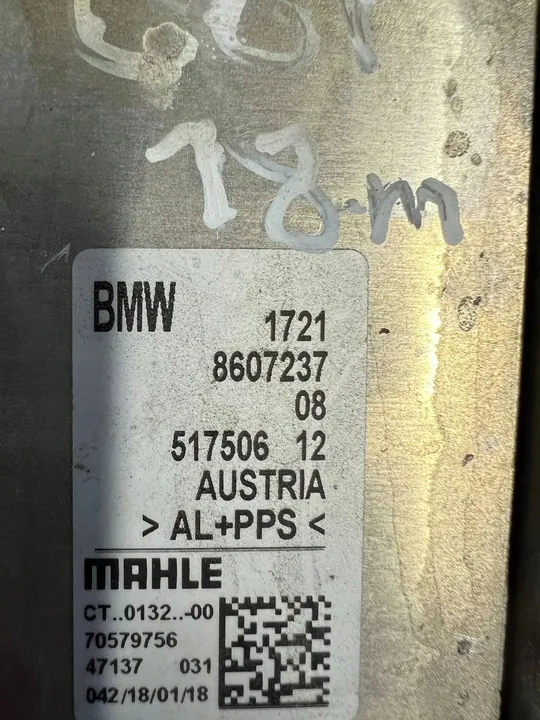 18-m
BMW 1721
8607237
08
517506 12
AUSTRIA
> AL+PPS <
MAHLE
CT..0132..-00
70579756
47137 031
042/18/01/18